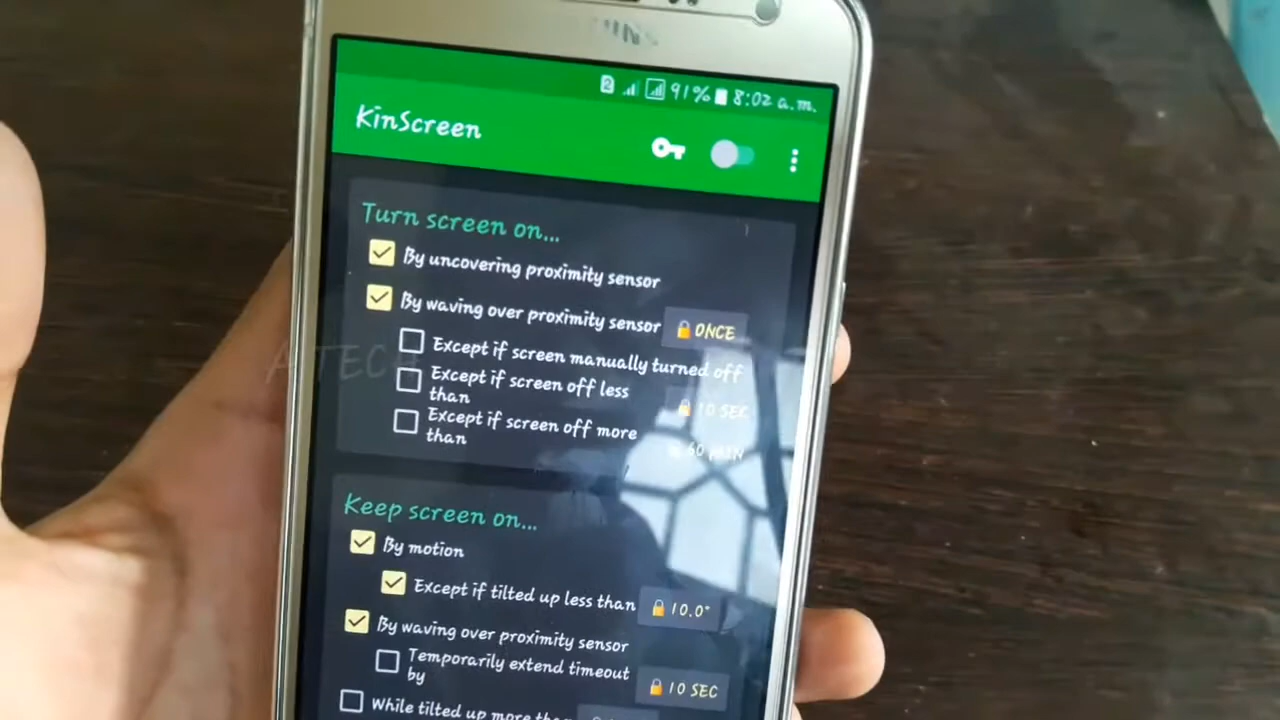 2 91% 8:02 a.m.
KinScreen
Turn screen on...
By uncovering proximity sensor
By waving over proximity sensor ONCE
Except if screen manually turned off
Except if screen off less
than 10 SEC
Except if screen off more
than 60 MIN
A TECH
Keep screen on...
By motion
Except if tilted up less than 10.0°
By waving over proximity sensor
Temporarily extend timeout
by 10 SEC
While tilted up more than